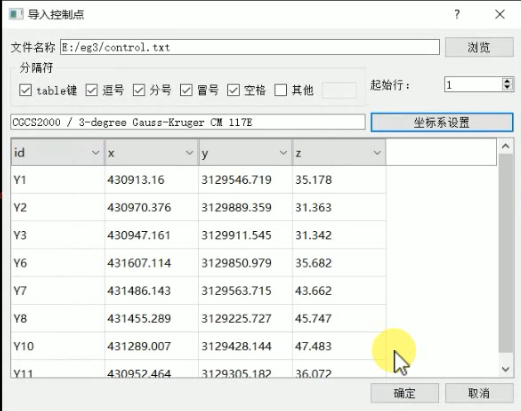 导入控制点
文件名称 E:/eg3/control.txt 浏览
分隔符
table键 逗号 分号 冒号 空格 其他 起始行: 1
CGCS2000 / 3-degree Gauss-Kruger CM 117E 坐标系设置
id x y z
Y1 430913.16 3129546.719 35.178
Y2 430970.376 3129889.359 31.363
Y3 430947.161 3129911.545 31.342
Y6 431607.114 3129850.979 35.682
Y7 431486.143 3129563.715 43.662
Y8 431455.289 3129225.727 45.747
Y10 431289.007 3129428.144 47.483
Y11 430952.464 3129305.182 36.072
确定 取消